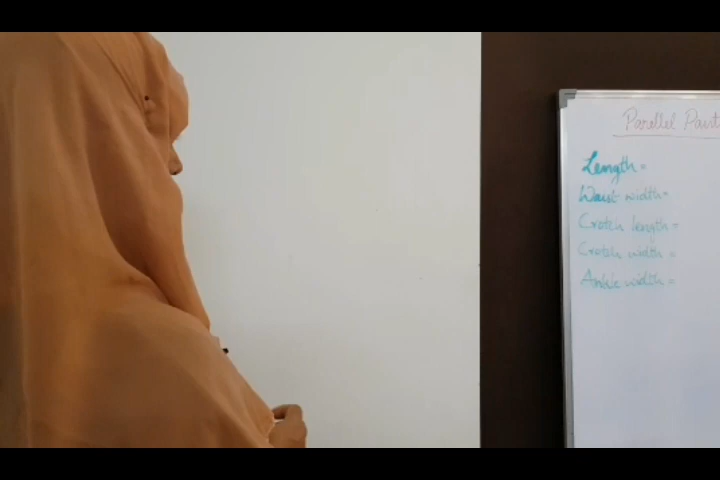 Parallel Pant
Length =
Waist width =
Crotch length =
Crotch width =
Ankle width =